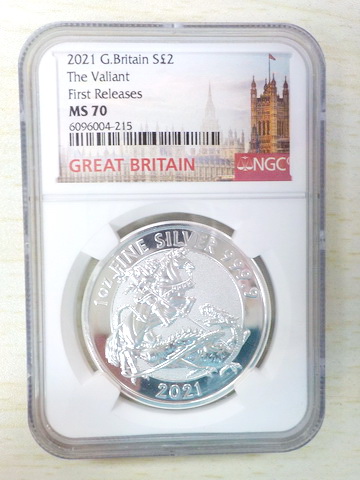 2021 G.Britain S£2
The Valiant
First Releases
MS 70
6096004-215
GREAT BRITAIN
NGC
1oz FINE SILVER 999.9
2021